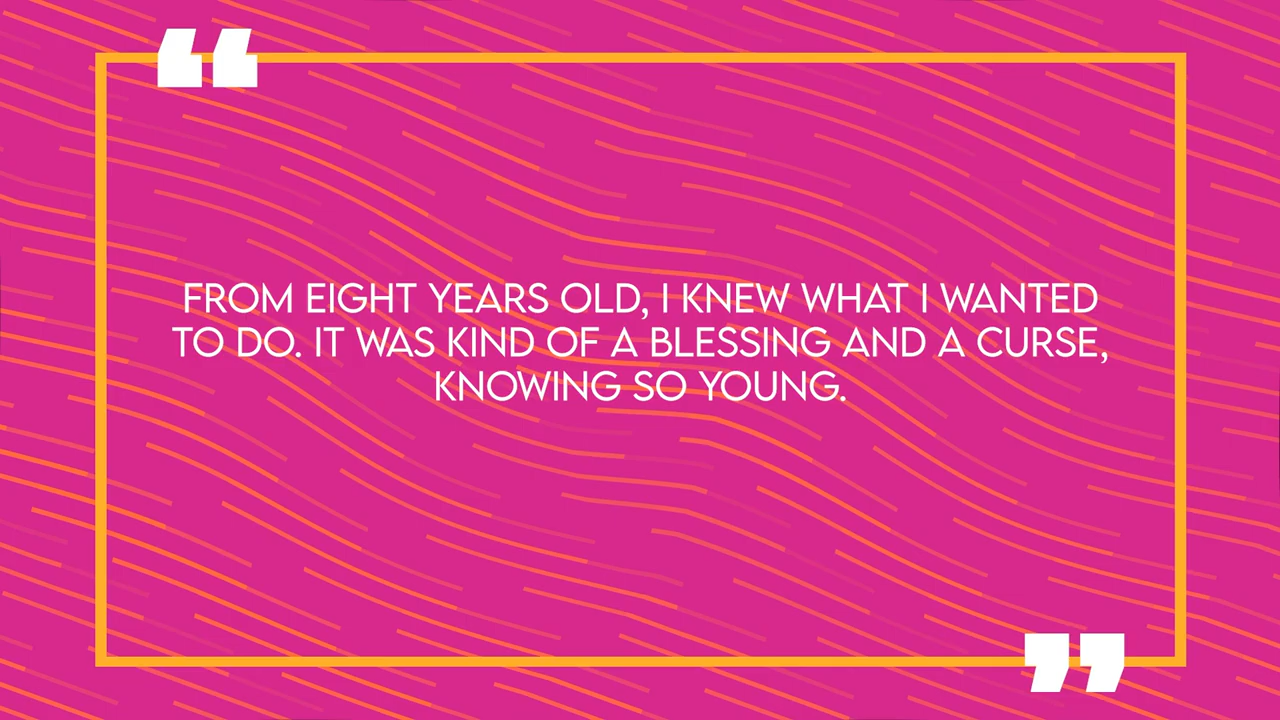 “
FROM EIGHT YEARS OLD, I KNEW WHAT I WANTED
TO DO. IT WAS KIND OF A BLESSING AND A CURSE,
KNOWING SO YOUNG.
”